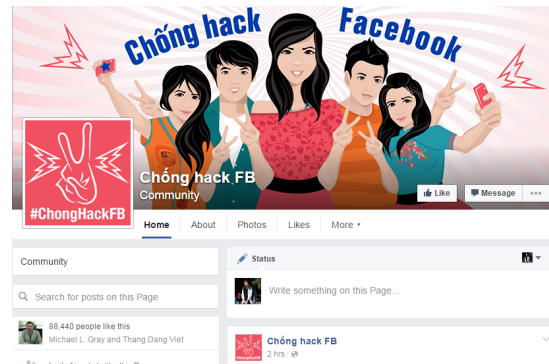 Chống hack Facebook
#ChongHackFB
Chống hack FB
Community
Like
Message
Home About Photos Likes More
Community
Search for posts on this Page
88,440 people like this
Michael L. Gray and Thang Dang Viet
Status
Write something on this Page...
Chống hack FB
2 hrs